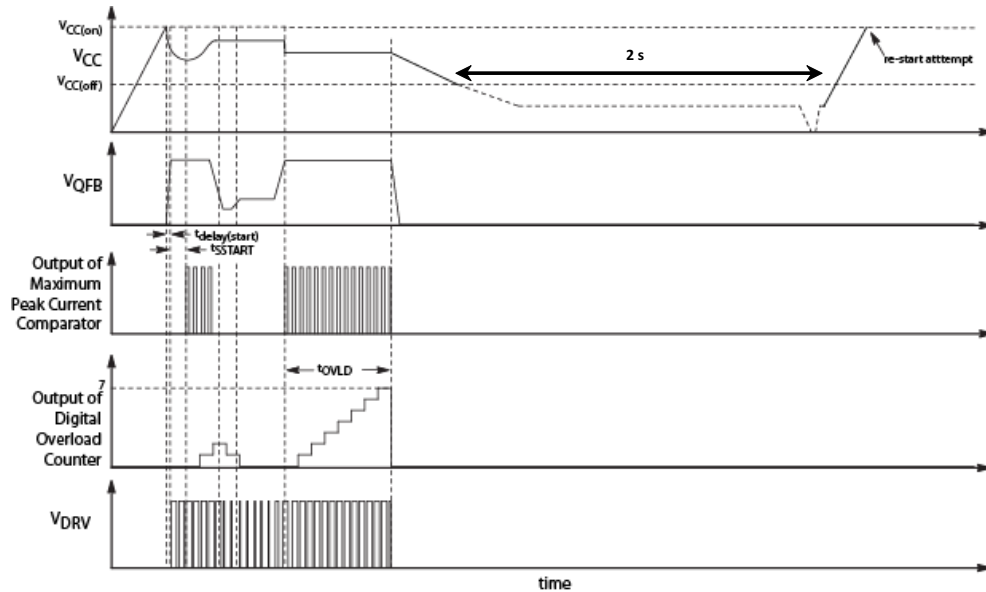 VCC(on)
VCC
VCC(off)
2 s
re-start atttempt
VQFB
tdelay(start)
tSSTART
Output of
Maximum
Peak Current
Comparator
tOVLD
7
Output of
Digital
Overload
Counter
VDRV
time